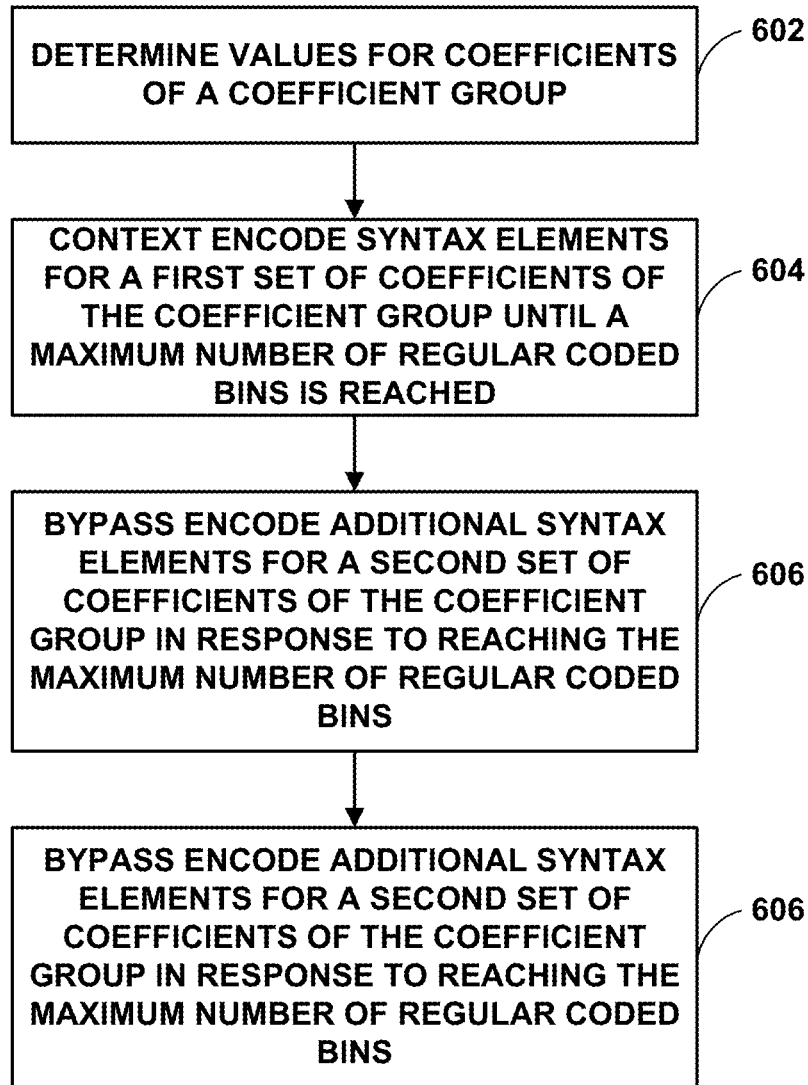 DETERMINE VALUES FOR COEFFICIENTS
OF A COEFFICIENT GROUP
602
CONTEXT ENCODE SYNTAX ELEMENTS
FOR A FIRST SET OF COEFFICIENTS OF
THE COEFFICIENT GROUP UNTIL A
MAXIMUM NUMBER OF REGULAR CODED
BINS IS REACHED
604
BYPASS ENCODE ADDITIONAL SYNTAX
ELEMENTS FOR A SECOND SET OF
COEFFICIENTS OF THE COEFFICIENT
GROUP IN RESPONSE TO REACHING THE
MAXIMUM NUMBER OF REGULAR CODED
BINS
606
BYPASS ENCODE ADDITIONAL SYNTAX
ELEMENTS FOR A SECOND SET OF
COEFFICIENTS OF THE COEFFICIENT
GROUP IN RESPONSE TO REACHING THE
MAXIMUM NUMBER OF REGULAR CODED
BINS
606